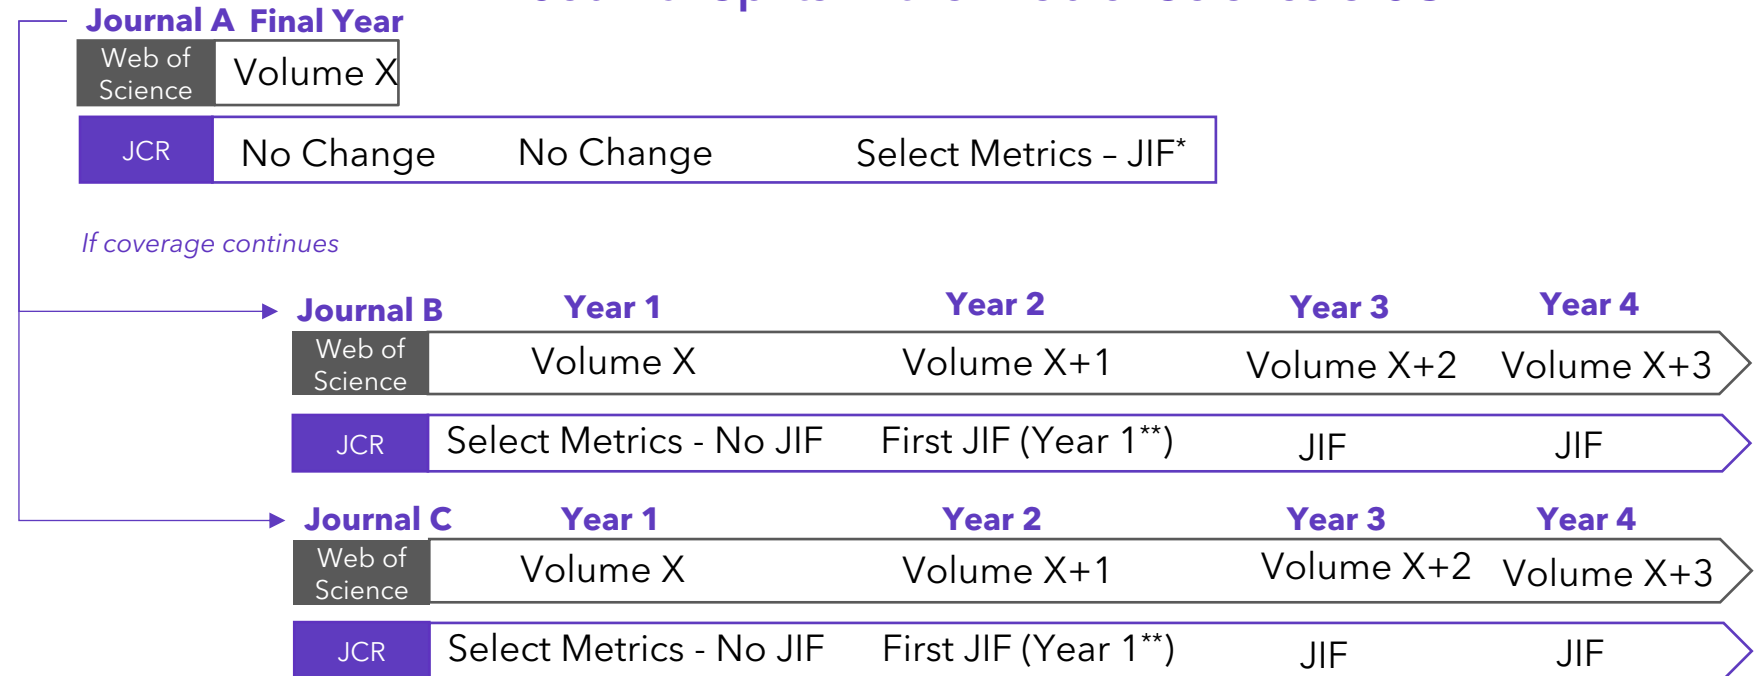 Journal A Final Year
Web of
Science
Volume X
JCR
No Change
No Change
Select Metrics – JIF*
If coverage continues
Journal B
Year 1
Year 2
Year 3
Year 4
Web of
Science
Volume X
Volume X+1
Volume X+2
Volume X+3
JCR
Select Metrics - No JIF
First JIF (Year 1**)
JIF
JIF
Journal C
Year 1
Year 2
Year 3
Year 4
Web of
Science
Volume X
Volume X+1
Volume X+2
Volume X+3
JCR
Select Metrics - No JIF
First JIF (Year 1**)
JIF
JIF